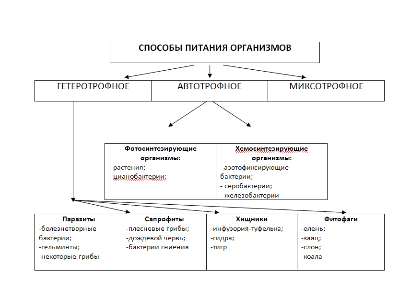 СПОСОБЫ ПИТАНИЯ ОРГАНИЗМОВ
ГЕТЕРОТРОФНОЕ
АВТОТРОФНОЕ
МИКСОТРОФНОЕ
Фотосинтезирующие
организмы:
растения;
цианобактерии;
Хемосинтезирующие
организмы:
- азотофиксирующие
бактерии;
- серобактерии;
- железобактерии
Паразиты
-болезнетворные
бактерии;
-гельминты;
-некоторые грибы
Сапрофиты
-плесневые грибы;
-дождевой червь;
-бактерии гниения
Хищники
-инфузория-туфелька;
-гидра;
-тигр
Фитофаги
-олень;
-заяц;
-слон;
-коала